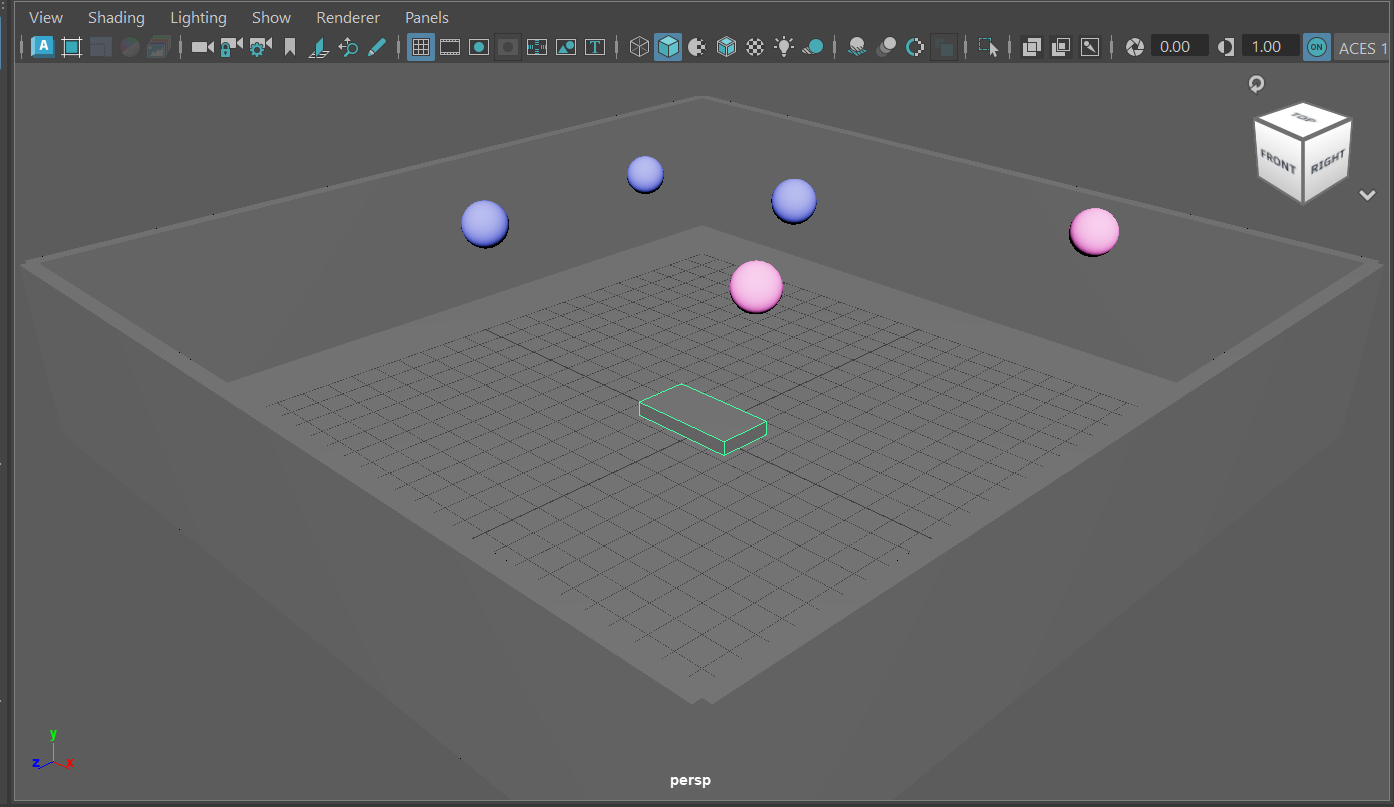 View Shading Lighting Show Renderer Panels
A T 0.00 1.00 ON ACES 1
TOP
FRONT RIGHT
y
z x
persp